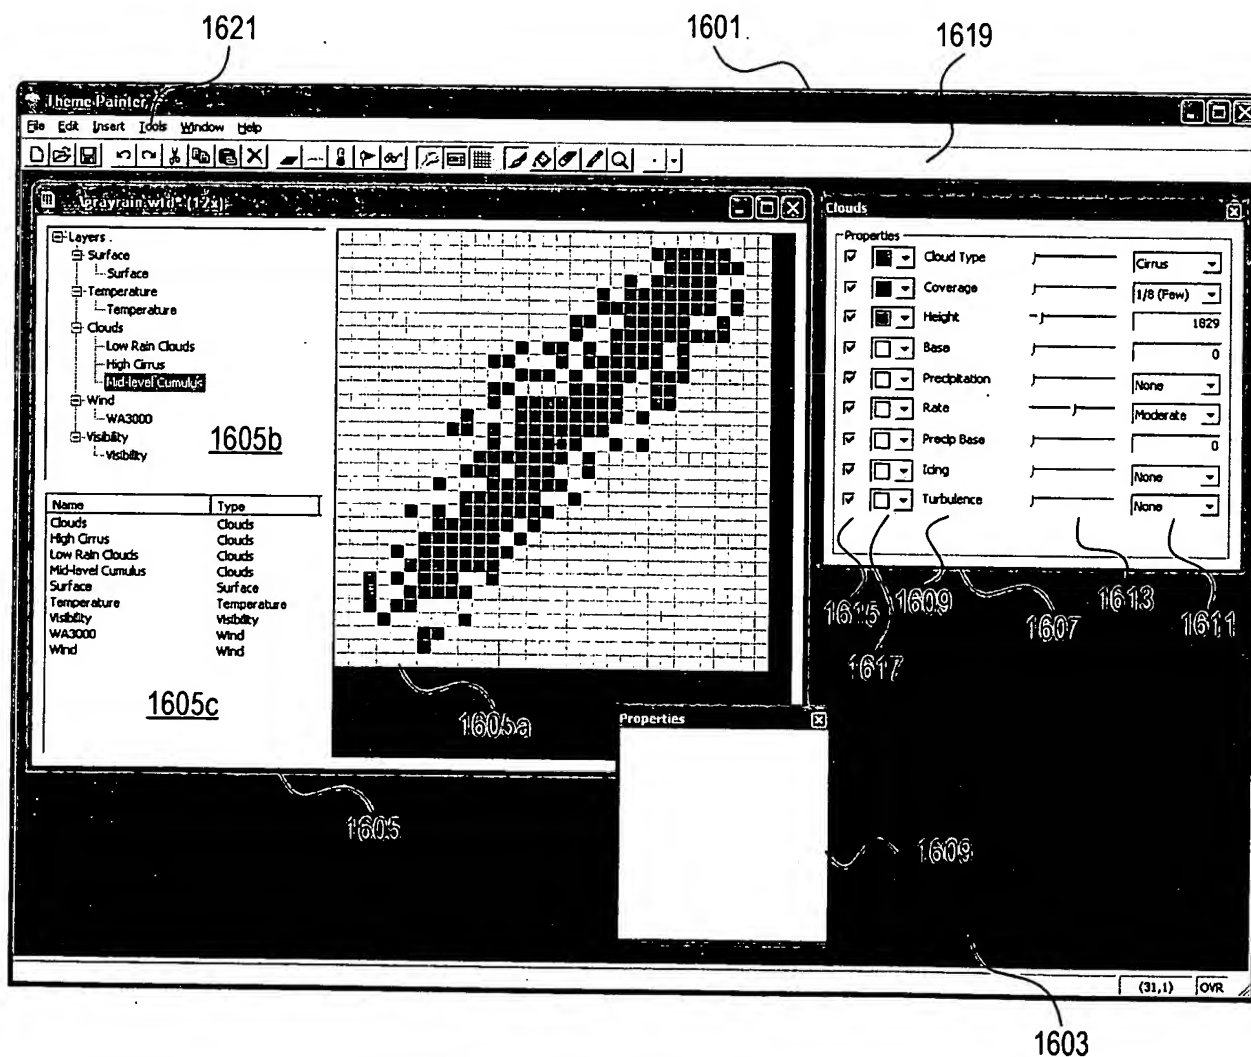 1621
1601
1619
Theme Painter
File Edit Insert Tools Window Help
...\grayrain.wtd* (12x)
Layers
Surface
Surface
Temperature
Temperature
Clouds
Low Rain Clouds
High Cirrus
Mid-level Cumulus
Wind
WA3000
Visibility
Visibility
1605b
Name Type
Clouds Clouds
High Cirrus Clouds
Low Rain Clouds Clouds
Mid-level Cumulus Clouds
Surface Surface
Temperature Temperature
Visibility Visibility
WA3000 Wind
Wind Wind
1605c
1605a
1605
Clouds
Properties
Cloud Type Cirrus
Coverage 1/8 (Few)
Height 1829
Base 0
Precipitation None
Rate Moderate
Precip Base 0
Icing None
Turbulence None
1615
1609
1613
1611
1617
1607
Properties
1609
(31,1) OVR
1603